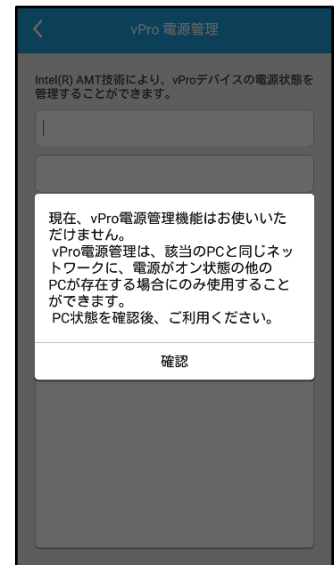 vPro 電源管理
Intel(R) AMT技術により、vProデバイスの電源状態を
管理することができます。
現在、vPro電源管理機能はお使いいた
だけません。
vPro電源管理は、該当のPCと同じネッ
トワークに、電源がオン状態の他の
PCが存在する場合にのみ使用すること
ができます。
PC状態を確認後、ご利用ください。
確認